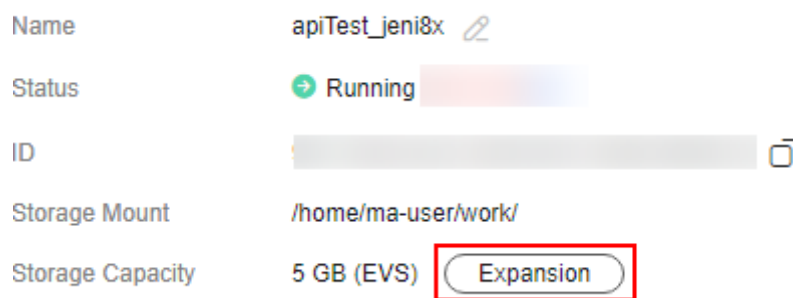 Name apiTest_jeni8x
Status Running
ID
Storage Mount /home/ma-user/work/
Storage Capacity 5 GB (EVS) Expansion